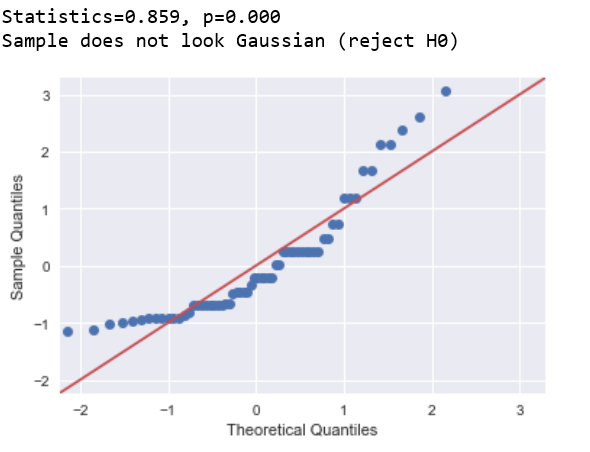 Statistics=0.859, p=0.000
Sample does not look Gaussian (reject H0)
3
2
1
0
−1
−2
Sample Quantiles
−2 −1 0 1 2 3
Theoretical Quantiles